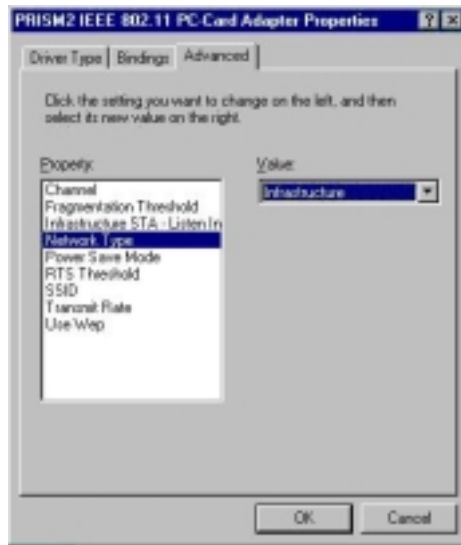 PRISM2 IEEE 802.11 PC-Card Adapter Properties
Driver Type
Bindings
Advanced
Click the setting you want to change on the left, and then
select its new value on the right.
Property:
Value:
Channel
Fragmentation Threshold
Infrastructure STA - Listen In
Network Type
Power Save Mode
RTS Threshold
SSID
Transmit Rate
Use Wep
Infrastructure
OK
Cancel